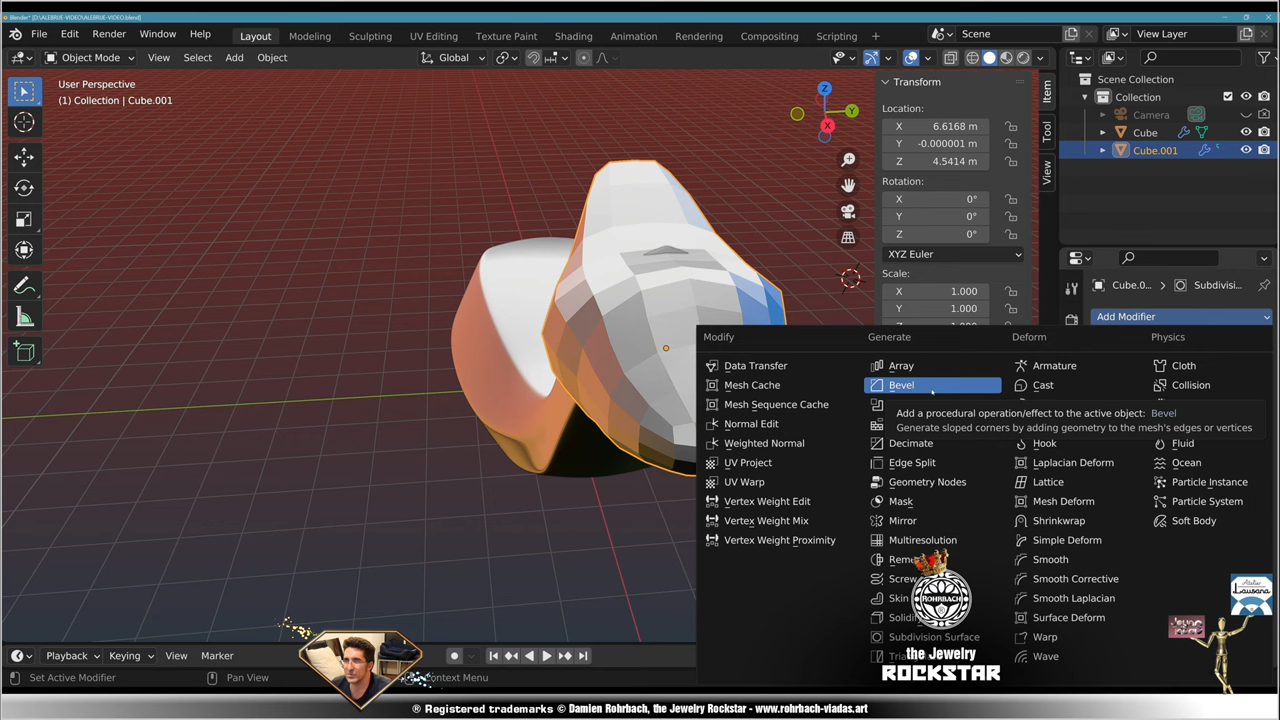 Blender* [D:\ALEBRIJE-VIDEO\ALEBRIJE-VIDEO.blend]
File Edit Render Window Help Layout Modeling Sculpting UV Editing Texture Paint Shading Animation Rendering Compositing Scripting + Scene View Layer
Object Mode View Select Add Object Global
User Perspective
(1) Collection | Cube.001
Z
Y
X
Transform
Location:
X 6.6168 m
Y -0.000001 m
Z 4.5414 m
Rotation:
X 0°
Y 0°
Z 0°
XYZ Euler
Scale:
X 1.000
Y 1.000
Item
Tool
View
Scene Collection
Collection
Camera
Cube
Cube.001
Cube.0... > Subdivisi...
Add Modifier
Modify
Data Transfer
Mesh Cache
Mesh Sequence Cache
Normal Edit
Weighted Normal
UV Project
UV Warp
Vertex Weight Edit
Vertex Weight Mix
Vertex Weight Proximity
Generate
Array
Bevel
Add a procedural operation/effect to the active object: Bevel
Generate sloped corners by adding geometry to the mesh's edges or vertices
Decimate
Edge Split
Geometry Nodes
Mask
Mirror
Multiresolution
Reme
Screw
Skin
Solidi
Subdivision Surface
Deform
Armature
Cast
Hook
Laplacian Deform
Lattice
Mesh Deform
Shrinkwrap
Simple Deform
Smooth
Smooth Corrective
Smooth Laplacian
Surface Deform
Warp
Wave
Physics
Cloth
Collision
Fluid
Ocean
Particle Instance
Particle System
Soft Body
ROHRBACH
the Jewelry
ROCKSTAR
Atelier
Lausana
Playback Keying View Marker
Set Active Modifier Pan View Context Menu
® Registered trademarks © Damien Rohrbach, the Jewelry Rockstar - www.rohrbach-viadas.art